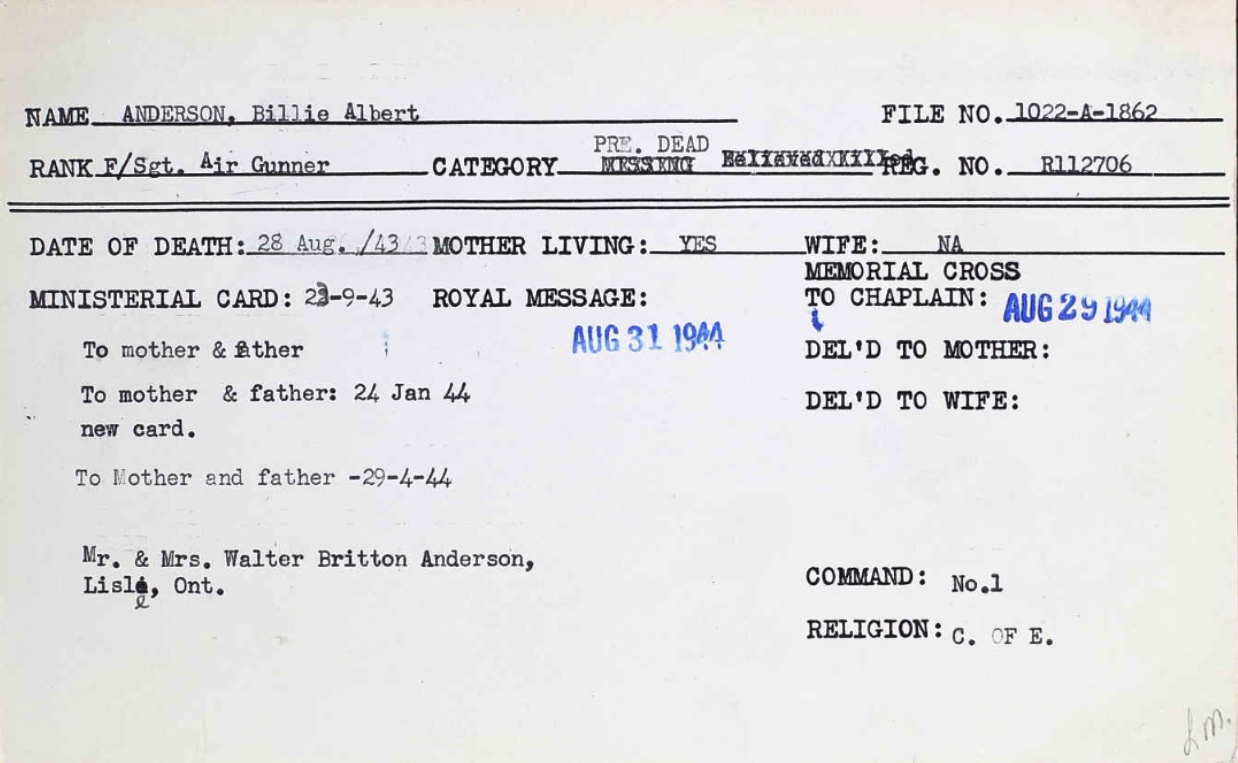 NAME ANDERSON, Billie Albert FILE NO. 1022-A-1862
PRE. DEAD
RANK F/Sgt. Air Gunner CATEGORY MISSING Believed Killed REG. NO. R112706
DATE OF DEATH: 28 Aug. /43 MOTHER LIVING: YES WIFE: NA
MEMORIAL CROSS
MINISTERIAL CARD: 23-9-43 ROYAL MESSAGE: TO CHAPLAIN: AUG 29 1944
AUG 31 1944
To mother & father DEL'D TO MOTHER:
To mother & father: 24 Jan 44 DEL'D TO WIFE:
new card.
To Mother and father -29-4-44
Mr. & Mrs. Walter Britton Anderson,
Lisle, Ont.
COMMAND: No.1
RELIGION: C. OF E.